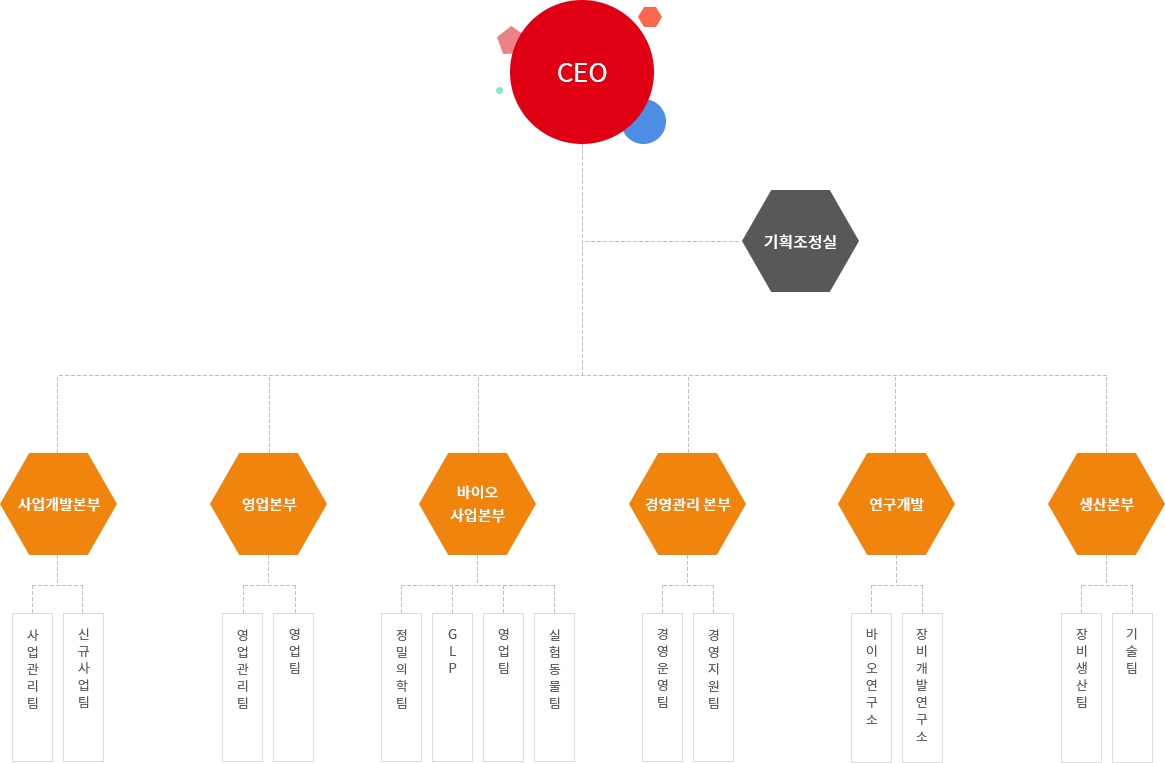 CEO
기획조정실
사업개발본부
영업본부
바이오
사업본부
경영관리 본부
연구개발
생산본부
사업관리팀
신규사업팀
영업관리팀
영업팀
정밀의학팀
GLP
영업팀
실험동물팀
경영운영팀
경영지원팀
바이오연구소
장비개발연구소
장비생산팀
기술팀